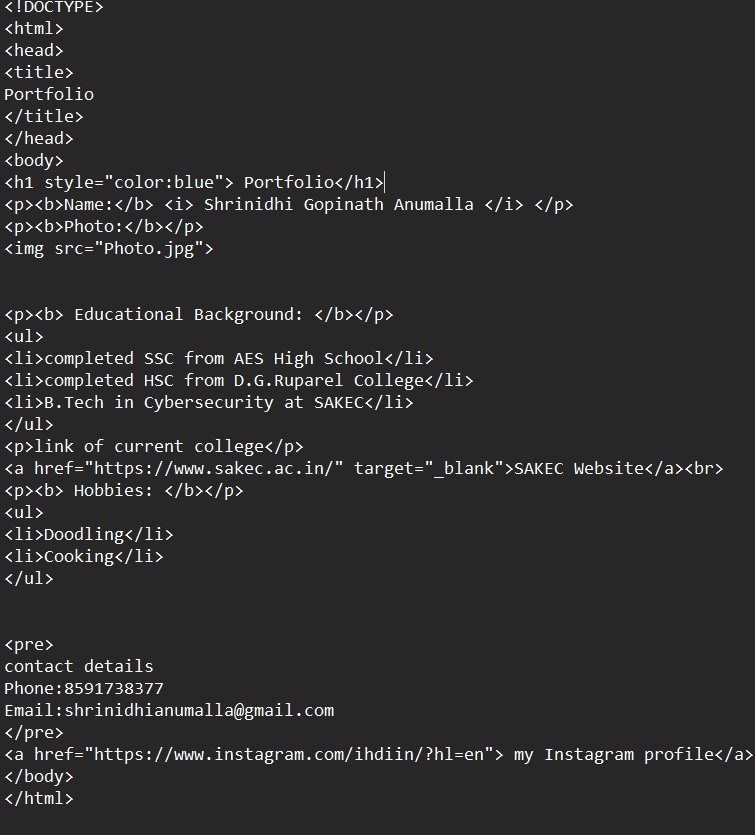 <!DOCTYPE>
<html>
<head>
<title>
Portfolio
</title>
</head>
<body>
<h1 style="color:blue"> Portfolio</h1>
<p><b>Name:</b> <i> Shrinidhi Gopinath Anumalla </i> </p>
<p><b>Photo:</b></p>
<img src="Photo.jpg">
<p><b> Educational Background: </b></p>
<ul>
<li>completed SSC from AES High School</li>
<li>completed HSC from D.G.Ruparel College</li>
<li>B.Tech in Cybersecurity at SAKEC</li>
</ul>
<p>link of current college</p>
<a href="https://www.sakec.ac.in/" target="_blank">SAKEC Website</a><br>
<p><b> Hobbies: </b></p>
<ul>
<li>Doodling</li>
<li>Cooking</li>
</ul>
<pre>
contact details
Phone:8591738377
Email:shrinidhianumalla@gmail.com
</pre>
<a href="https://www.instagram.com/ihdiin/?hl=en"> my Instagram profile</a>
</body>
</html>